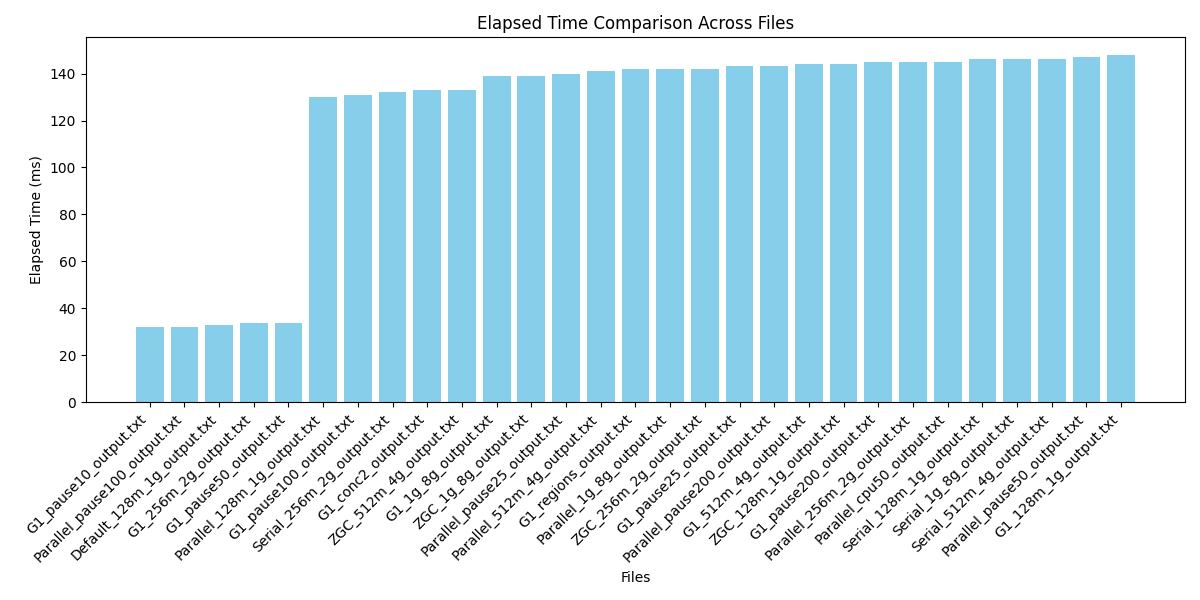 Elapsed Time Comparison Across Files
Elapsed Time (ms)
140
120
100
80
60
40
20
0
G1_pause10_output.txt
Parallel_pause100_output.txt
Default_128m_1g_output.txt
G1_256m_2g_output.txt
G1_pause50_output.txt
Parallel_128m_1g_output.txt
G1_pause100_output.txt
Serial_256m_2g_output.txt
G1_conc2_output.txt
ZGC_512m_4g_output.txt
G1_1g_8g_output.txt
ZGC_1g_8g_output.txt
Parallel_pause25_output.txt
Parallel_512m_4g_output.txt
G1_regions_output.txt
Parallel_1g_8g_output.txt
ZGC_256m_2g_output.txt
G1_pause25_output.txt
Parallel_pause200_output.txt
G1_512m_4g_output.txt
ZGC_128m_1g_output.txt
G1_pause200_output.txt
Parallel_256m_2g_output.txt
Parallel_cpu50_output.txt
Serial_128m_1g_output.txt
Serial_1g_8g_output.txt
Serial_512m_4g_output.txt
Parallel_pause50_output.txt
G1_128m_1g_output.txt
Files